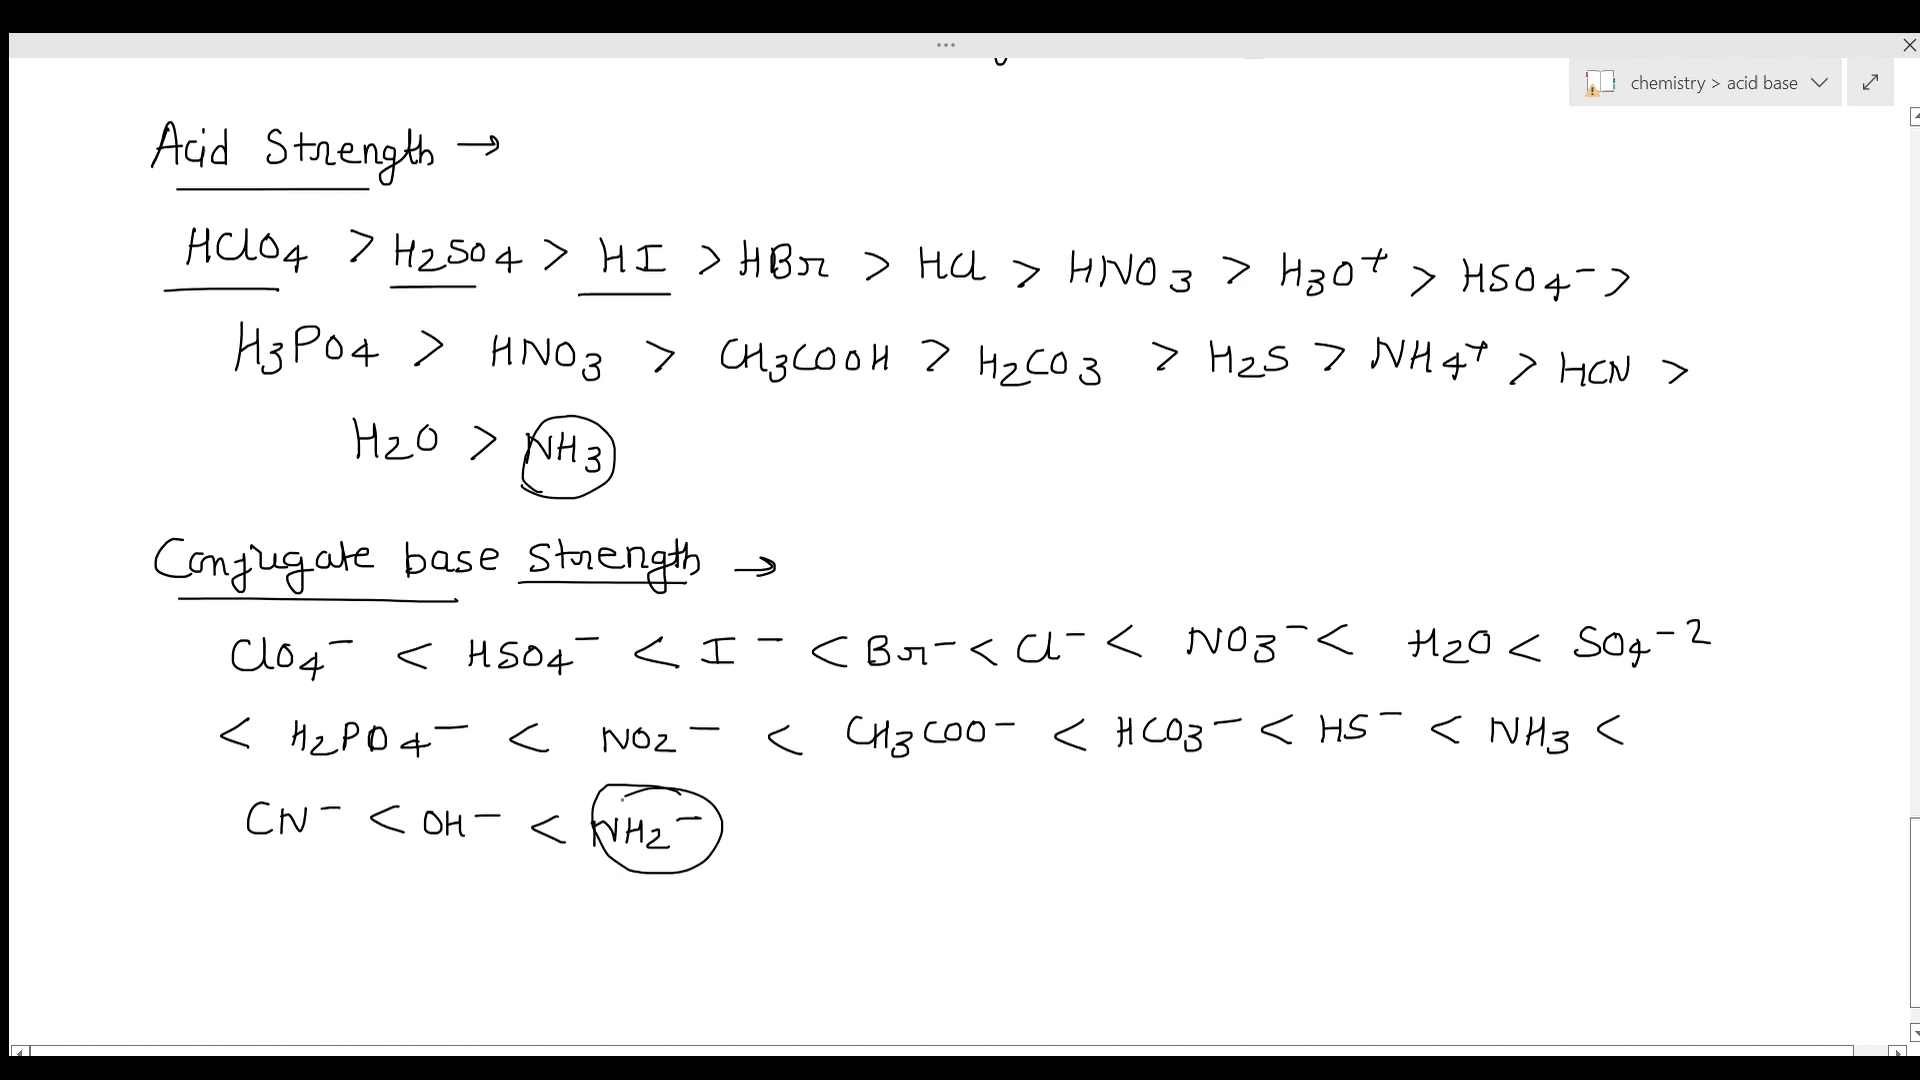 chemistry > acid base
Acid Strength →
HClO4 > H2SO4 > HI > HBr > HCl > HNO3 > H3O+ > HSO4- >
H3PO4 > HNO3 > CH3COOH > H2CO3 > H2S > NH4+ > HCN >
H2O > NH3
Conjugate base strength →
ClO4- < HSO4- < I- < Br- < Cl- < NO3- < H2O < SO4-2
< H2PO4- < NO2- < CH3COO- < HCO3- < HS- < NH3 <
CN- < OH- < NH2-